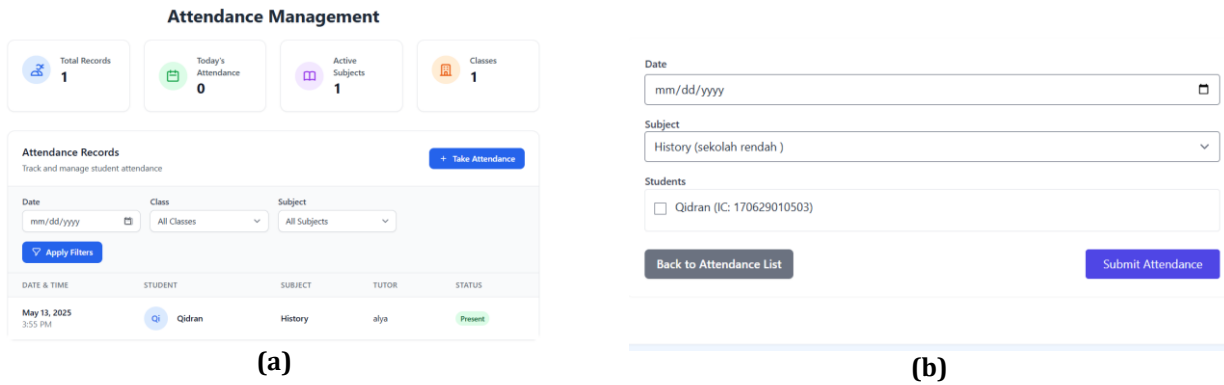 Attendance Management
Total Records
1
Today's
Attendance
0
Active
Subjects
1
Classes
1
Attendance Records
Track and manage student attendance
+ Take Attendance
Date
Class
Subject
mm/dd/yyyy
All Classes
All Subjects
Apply Filters
DATE & TIME STUDENT SUBJECT TUTOR STATUS
May 13, 2025
3:55 PM
Qi Qidran History alya Present
(a)
Date
mm/dd/yyyy
Subject
History (sekolah rendah )
Students
Qidran (IC: 170629010503)
Back to Attendance List
Submit Attendance
(b)